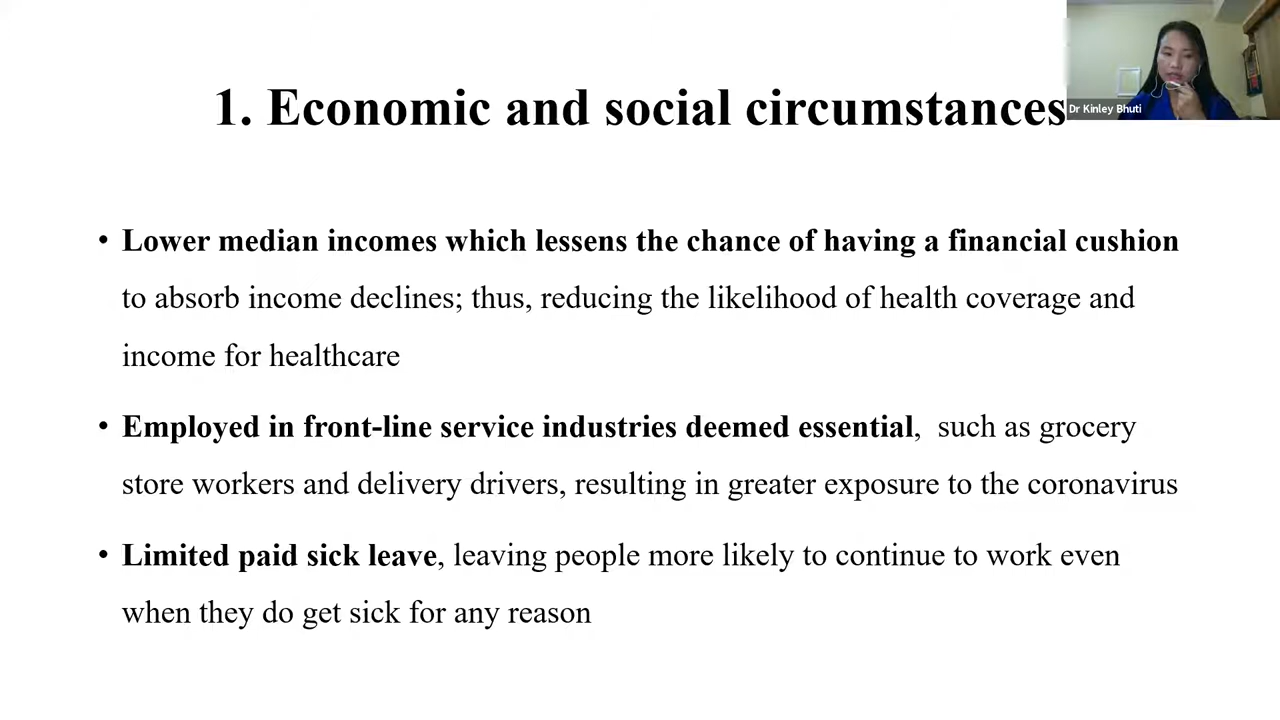 1. Economic and social circumstances
Dr Kinley Bhuti
• Lower median incomes which lessens the chance of having a financial cushion
to absorb income declines; thus, reducing the likelihood of health coverage and
income for healthcare
• Employed in front-line service industries deemed essential, such as grocery
store workers and delivery drivers, resulting in greater exposure to the coronavirus
• Limited paid sick leave, leaving people more likely to continue to work even
when they do get sick for any reason